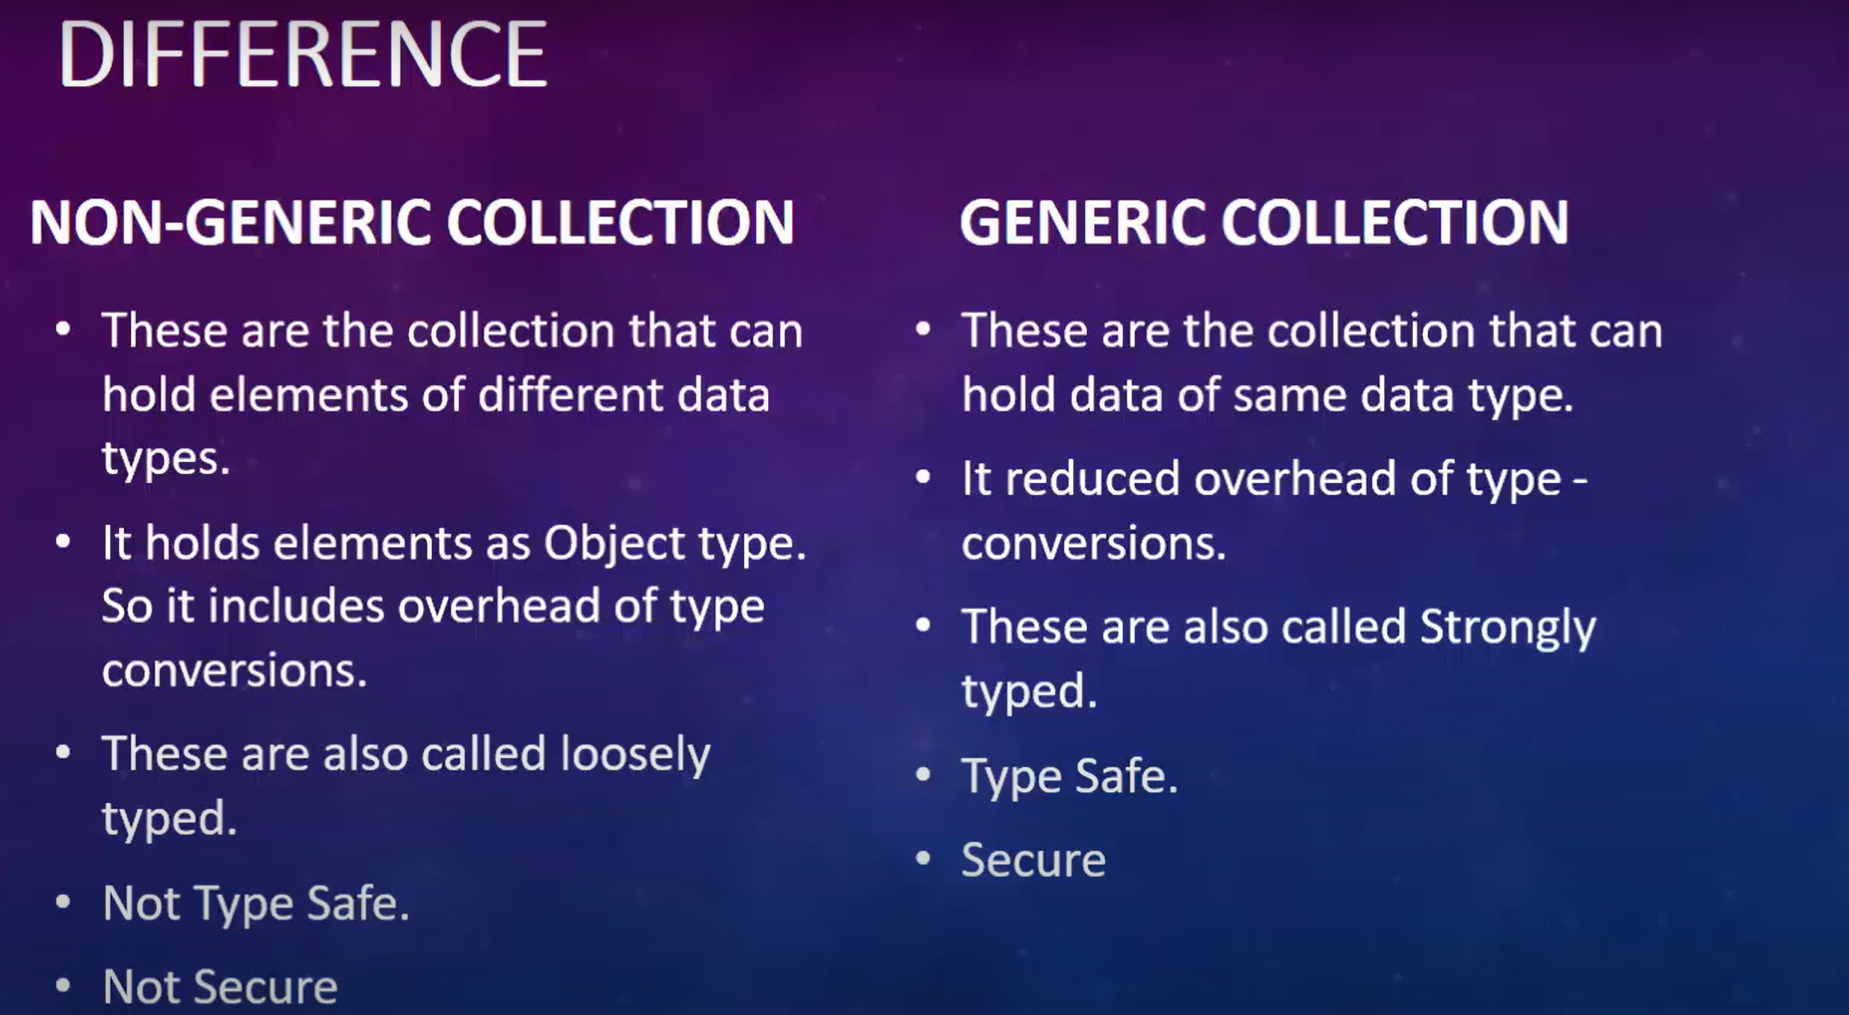 DIFFERENCE
NON-GENERIC COLLECTION
• These are the collection that can
hold elements of different data
types.
• It holds elements as Object type.
So it includes overhead of type
conversions.
• These are also called loosely
typed.
• Not Type Safe.
• Not Secure
GENERIC COLLECTION
• These are the collection that can
hold data of same data type.
• It reduced overhead of type -
conversions.
• These are also called Strongly
typed.
• Type Safe.
• Secure